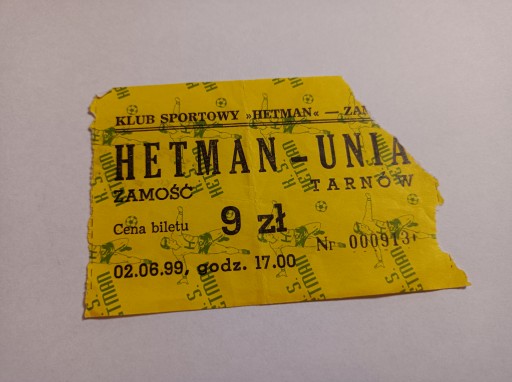 KLUB SPORTOWY »HETMAN« — ZAM
HETMAN-UNIA
ZAMOŚĆ TARNÓW
Cena biletu 9 zł
Nr 000913
02.06.99, godz. 17.00